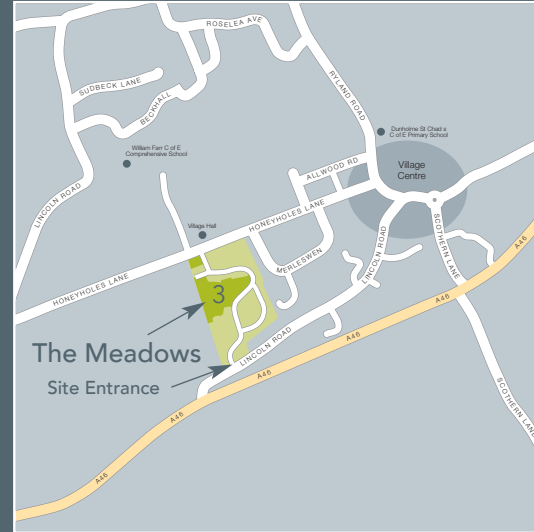 ROSELEA AVE
SUDBECK LANE
BECKHALL
RYLAND ROAD
Dunholme St Chad's
C of E Primary School
William Farr C of E
Comprehensive School
ALLWOOD RD
Village
Centre
LINCOLN ROAD
HONEYHOLES LANE
Village Hall
MERLESWEN
LINCOLN ROAD
SCOTHERN LANE
A46
HONEYHOLES LANE
3
A46
The Meadows
LINCOLN ROAD
A46
Site Entrance
A46
SCOTHERN LANE
A46
A46